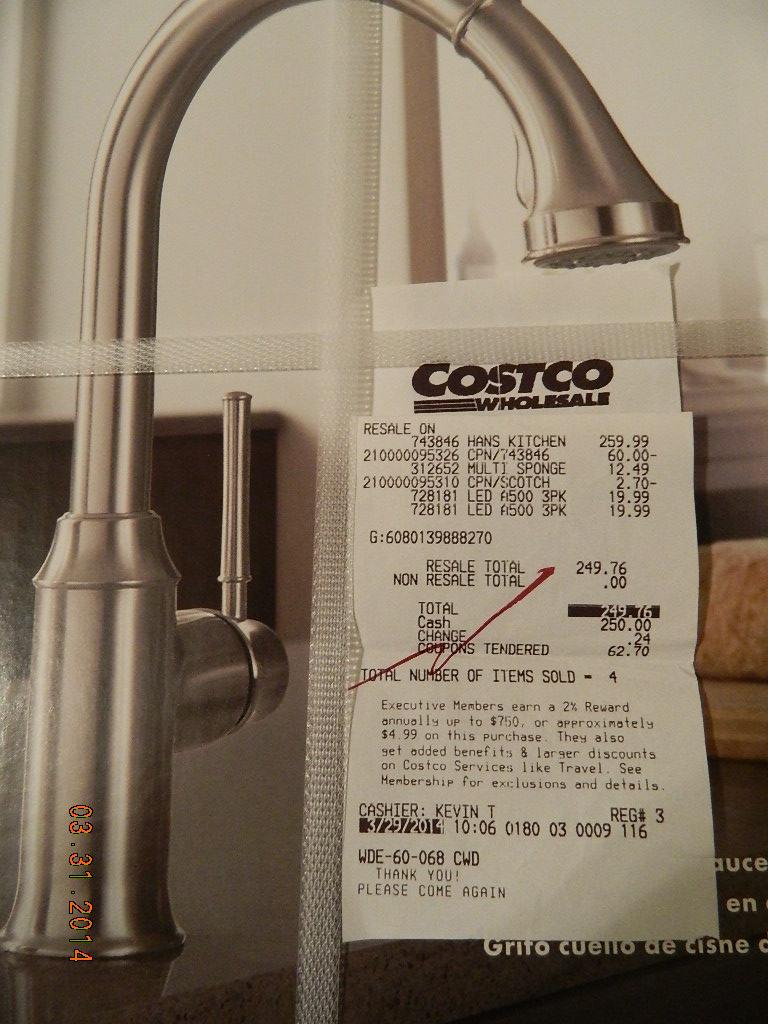 COSTCO
WHOLESALE
RESALE ON
743846 HANS KITCHEN 259.99
210000095326 CPN/743846 60.00-
312652 MULTI SPONGE 12.49
210000095310 CPN/SCOTCH 2.70-
728181 LED A500 3PK 19.99
728181 LED A500 3PK 19.99
G:6080139888270
RESALE TOTAL 249.76
NON RESALE TOTAL .00
TOTAL 249.76
Cash 250.00
CHANGE .24
COUPONS TENDERED 62.70
TOTAL NUMBER OF ITEMS SOLD = 4
Executive Members earn a 2% Reward
annually up to $750, or approximately
$4.99 on this purchase. They also
get added benefits & larger discounts
on Costco Services like Travel. See
Membership for exclusions and details.
CASHIER: KEVIN T REG# 3
3/29/2014 10:06 0180 03 0009 116
WDE-60-068 CWD
THANK YOU!
PLEASE COME AGAIN
auce
en
Grifo cuello de cisne d
03.31.2014